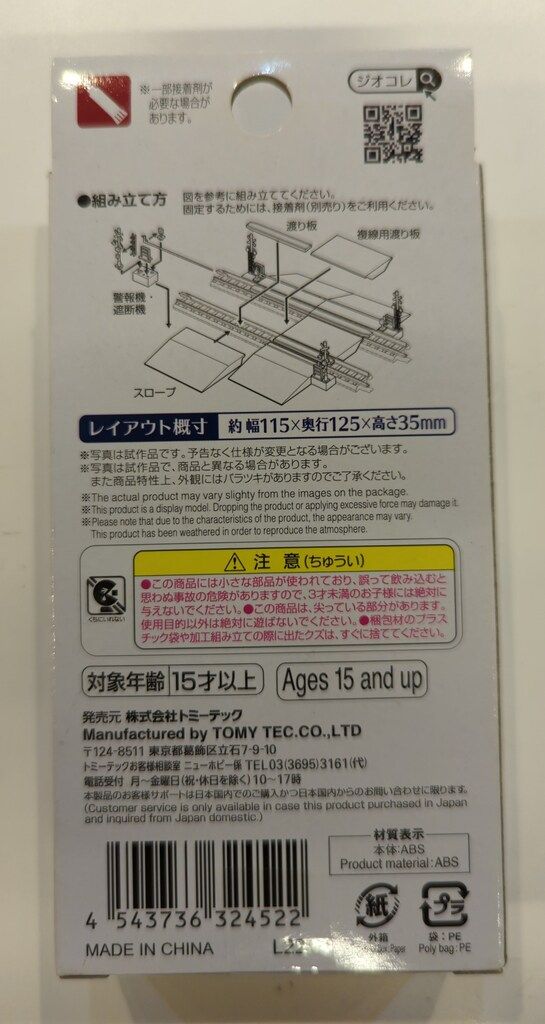 ※一部接着剤が
必要な場合が
あります。
ジオコレ
●組み立て方
図を参考に組み立ててください。
固定するためには、接着剤(別売り)をご利用ください。
渡り板
複線用渡り板
警報機・
遮断機
スロープ
レイアウト概寸 約 幅115×奥行125×高さ35mm
※写真は試作品です。予告なく仕様が変更となる場合がございます。
※写真は試作品で、商品と異なる場合があります。
また商品特性上、外観にはバラツキがありますのでご了承ください。
※The actual product may vary slighty from the images on the package.
※This product is a display model. Dropping the product or applying excessive force may damage it.
※Please note that due to the characteristics of the product, the appearance may vary.
This product has been weathered in order to reproduce the atmosphere.
注 意 (ちゅうい)
●この商品には小さな部品が使われており、誤って飲み込むと
思わぬ事故の危険がありますので、3才未満のお子様には絶対に
与えないでください。●この商品は、尖っている部分があります。
使用目的以外は絶対に遊ばないでください。●梱包材のプラス
チック袋や加工組み立ての際に出たクズは、すぐに捨ててください。
くちにいれない
対象年齢 15才以上
Ages 15 and up
発売元 株式会社トミーテック
Manufactured by TOMY TEC.CO.,LTD
〒124-8511 東京都葛飾区立石7-9-10
トミーテックお客様相談室 ニューホビー係 TEL03(3695)3161(代)
電話受付 月~金曜日(祝・休日を除く)10~17時
本製品のお客様サポートは日本国内でのご購入かつ日本国内からのお問い合わせに限ります。
(Customer service is only available in case this product purchased in Japan
and inquired from Japan domestic.)
材質表示
本体:ABS
Product material:ABS
4 543736 324522
紙
外箱
Paper
プラ
袋:PE
Poly bag:PE
MADE IN CHINA